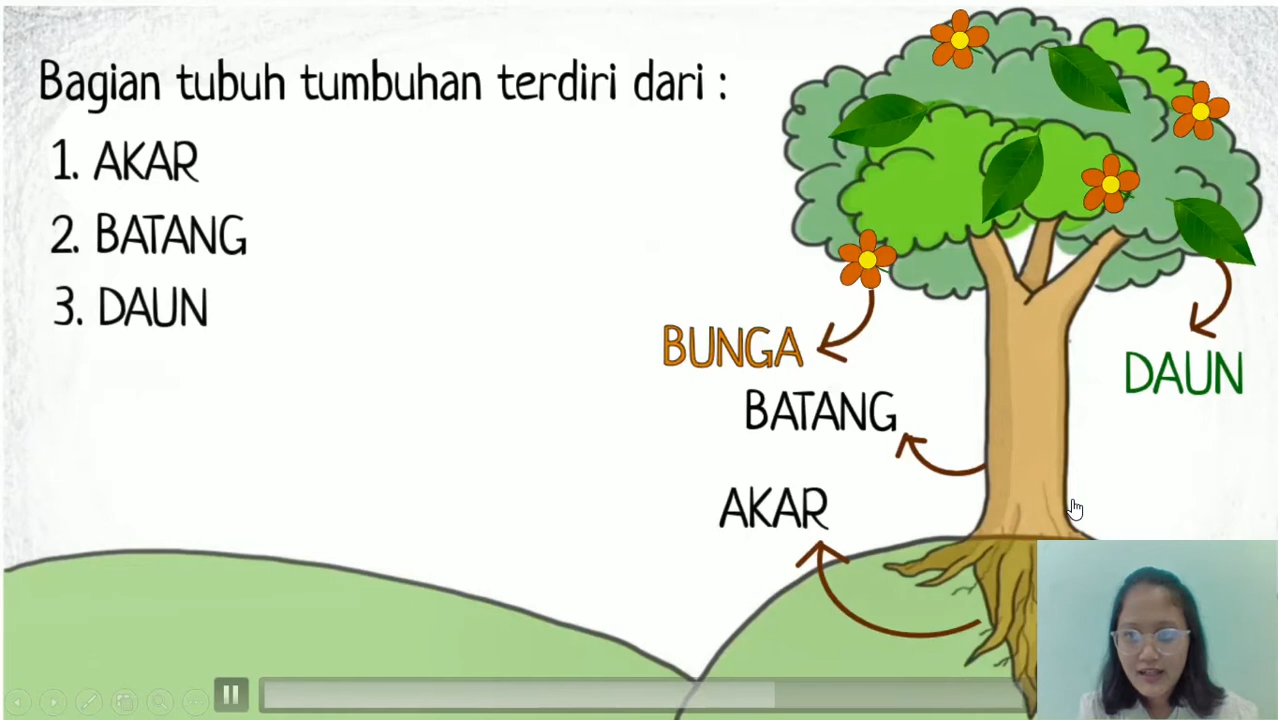 Bagian tubuh tumbuhan terdiri dari :
1. AKAR
2. BATANG
3. DAUN
BUNGA
DAUN
BATANG
AKAR